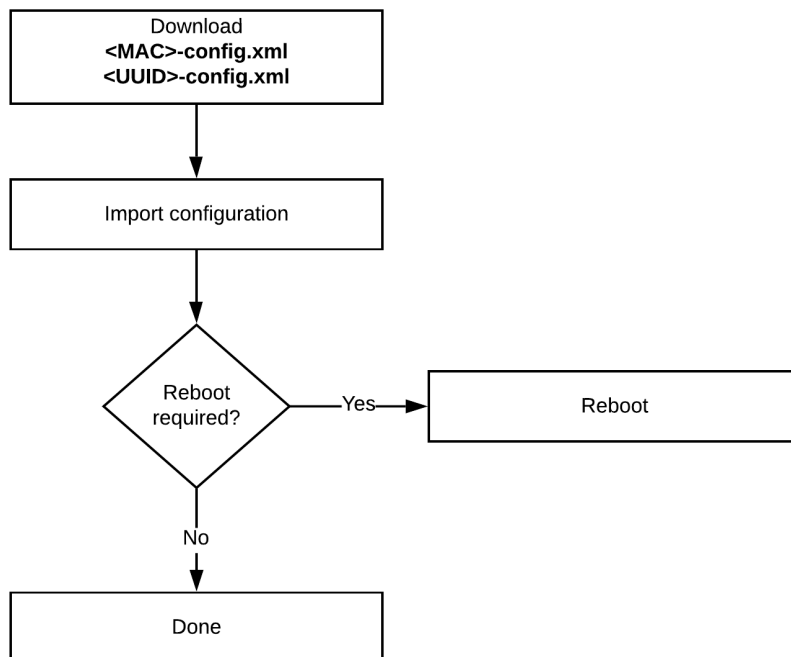 Download
<MAC>-config.xml
<UUID>-config.xml
Import configuration
Reboot
required?
Yes
Reboot
No
Done